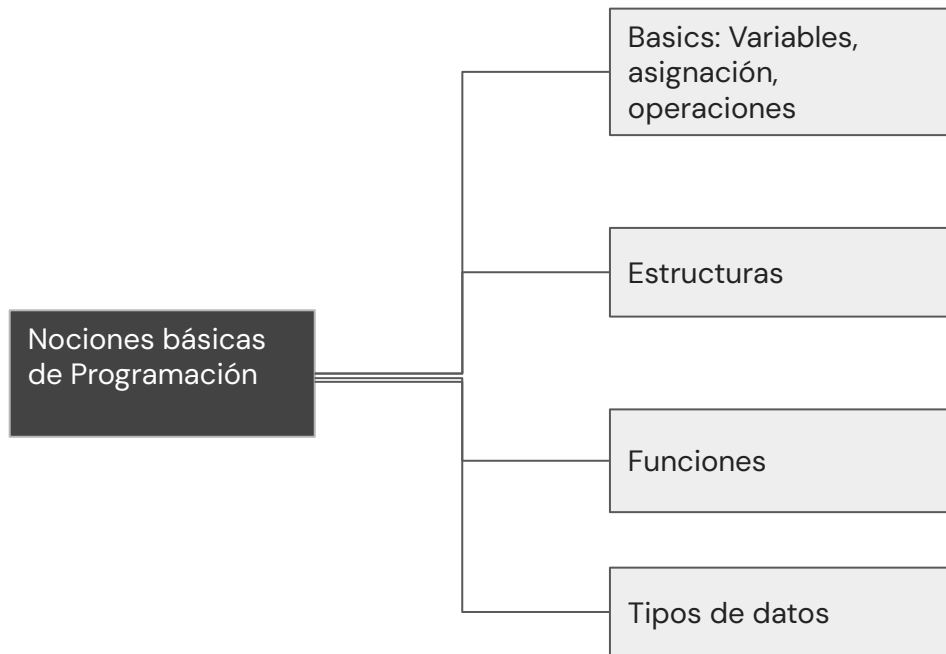 Basics: Variables,
asignación,
operaciones
Estructuras
Nociones básicas
de Programación
Funciones
Tipos de datos